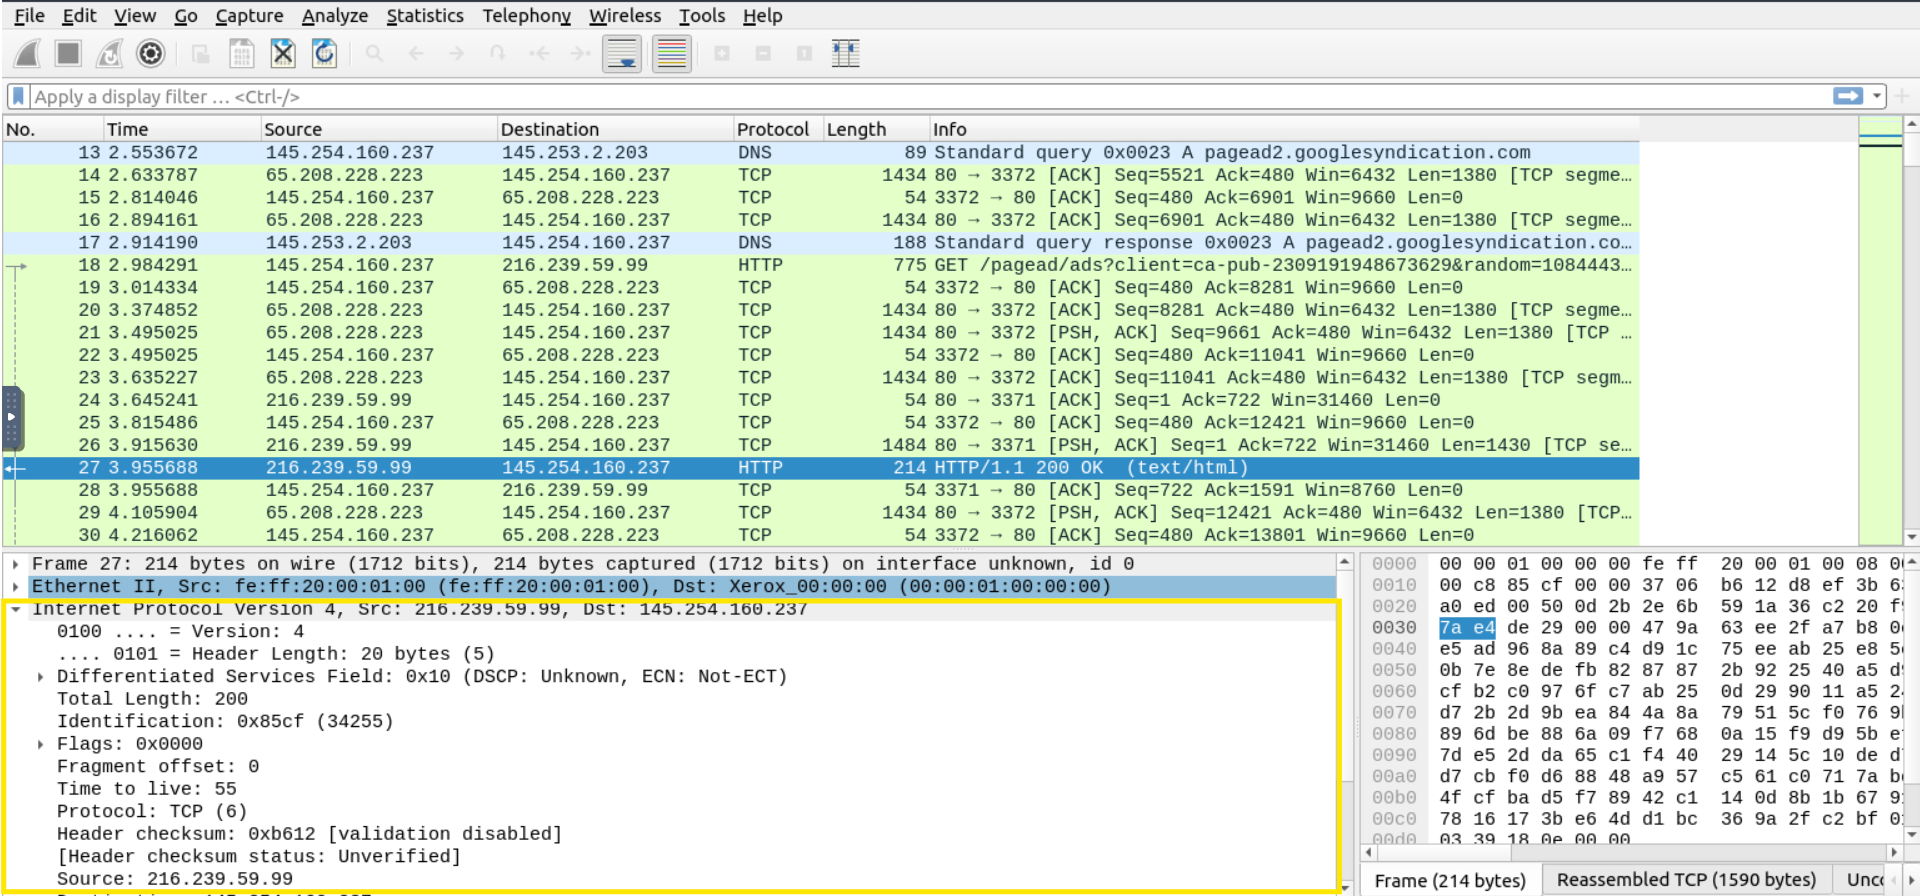 File Edit View Go Capture Analyze Statistics Telephony Wireless Tools Help
Apply a display filter … <Ctrl-/>
No. Time Source Destination Protocol Length Info
13 2.553672 145.254.160.237 145.253.2.203 DNS 89 Standard query 0x0023 A pagead2.googlesyndication.com
14 2.633787 65.208.228.223 145.254.160.237 TCP 1434 80 → 3372 [ACK] Seq=5521 Ack=480 Win=6432 Len=1380 [TCP segme…
15 2.814046 145.254.160.237 65.208.228.223 TCP 54 3372 → 80 [ACK] Seq=480 Ack=6901 Win=9660 Len=0
16 2.894161 65.208.228.223 145.254.160.237 TCP 1434 80 → 3372 [ACK] Seq=6901 Ack=480 Win=6432 Len=1380 [TCP segme…
17 2.914190 145.253.2.203 145.254.160.237 DNS 188 Standard query response 0x0023 A pagead2.googlesyndication.co…
18 2.984291 145.254.160.237 216.239.59.99 HTTP 775 GET /pagead/ads?client=ca-pub-2309191948673629&random=1084443…
19 3.014334 145.254.160.237 65.208.228.223 TCP 54 3372 → 80 [ACK] Seq=480 Ack=8281 Win=9660 Len=0
20 3.374852 65.208.228.223 145.254.160.237 TCP 1434 80 → 3372 [ACK] Seq=8281 Ack=480 Win=6432 Len=1380 [TCP segme…
21 3.495025 65.208.228.223 145.254.160.237 TCP 1434 80 → 3372 [PSH, ACK] Seq=9661 Ack=480 Win=6432 Len=1380 [TCP …
22 3.495025 145.254.160.237 65.208.228.223 TCP 54 3372 → 80 [ACK] Seq=480 Ack=11041 Win=9660 Len=0
23 3.635227 65.208.228.223 145.254.160.237 TCP 1434 80 → 3372 [ACK] Seq=11041 Ack=480 Win=6432 Len=1380 [TCP segm…
24 3.645241 216.239.59.99 145.254.160.237 TCP 54 80 → 3371 [ACK] Seq=1 Ack=722 Win=31460 Len=0
25 3.815486 145.254.160.237 65.208.228.223 TCP 54 3372 → 80 [ACK] Seq=480 Ack=12421 Win=9660 Len=0
26 3.915630 216.239.59.99 145.254.160.237 TCP 1484 80 → 3371 [PSH, ACK] Seq=1 Ack=722 Win=31460 Len=1430 [TCP se…
27 3.955688 216.239.59.99 145.254.160.237 HTTP 214 HTTP/1.1 200 OK (text/html)
28 3.955688 145.254.160.237 216.239.59.99 TCP 54 3371 → 80 [ACK] Seq=722 Ack=1591 Win=8760 Len=0
29 4.105904 65.208.228.223 145.254.160.237 TCP 1434 80 → 3372 [PSH, ACK] Seq=12421 Ack=480 Win=6432 Len=1380 [TCP…
30 4.216062 145.254.160.237 65.208.228.223 TCP 54 3372 → 80 [ACK] Seq=480 Ack=13801 Win=9660 Len=0
Frame 27: 214 bytes on wire (1712 bits), 214 bytes captured (1712 bits) on interface unknown, id 0
Ethernet II, Src: fe:ff:20:00:01:00 (fe:ff:20:00:01:00), Dst: Xerox_00:00:00 (00:00:01:00:00:00)
Internet Protocol Version 4, Src: 216.239.59.99, Dst: 145.254.160.237
0100 .... = Version: 4
.... 0101 = Header Length: 20 bytes (5)
Differentiated Services Field: 0x10 (DSCP: Unknown, ECN: Not-ECT)
Total Length: 200
Identification: 0x85cf (34255)
Flags: 0x0000
Fragment offset: 0
Time to live: 55
Protocol: TCP (6)
Header checksum: 0xb612 [validation disabled]
[Header checksum status: Unverified]
Source: 216.239.59.99
0000 00 00 01 00 00 00 fe ff 20 00 01 00 08 00
0010 00 c8 85 cf 00 00 37 06 b6 12 d8 ef 3b
0020 a0 ed 00 50 0d 2b 2e 6b 59 1a 36 c2 20
0030 7a e4 de 29 00 00 47 9a 63 ee 2f a7 b8
0040 e5 ad 96 8a 89 c4 d9 1c 75 ee ab 25 e8
0050 0b 7e 8e de fb 82 87 87 2b 92 25 40 a5
0060 cf b2 c0 97 6f c7 ab 25 0d 29 90 11 a5
0070 d7 2b 2d 9b ea 84 4a 8a 79 51 5c f0 76
0080 89 6d be 88 6a 09 f7 68 0a 15 f9 d9 5b
0090 7d e5 2d da 65 c1 f4 40 29 14 5c 10 de
00a0 d7 cb f0 d6 88 48 a9 57 c5 61 c0 71 7a
00b0 4f cf ba d5 f7 89 42 c1 14 0d 8b 1b 67
00c0 78 16 17 3b e6 4d d1 bc 36 9a 2f c2 bf
00d0 03 39 18 0e 00 00
Frame (214 bytes) Reassembled TCP (1590 bytes) Unco